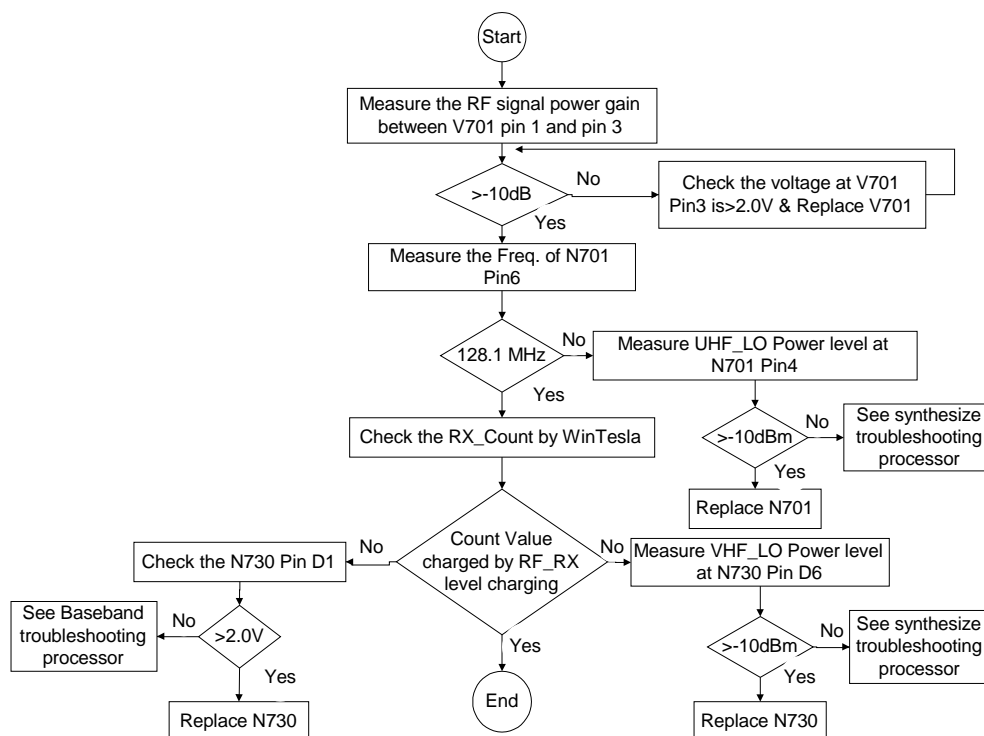 Start
Measure the RF signal power gain
between V701 pin 1 and pin 3
>-10dB
No
Check the voltage at V701
Pin3 is>2.0V & Replace V701
Yes
Measure the Freq. of N701
Pin6
128.1 MHz
No
Measure UHF_LO Power level at
N701 Pin4
Yes
>-10dBm
No
See synthesize
troubleshooting
processor
Yes
Replace N701
Check the RX_Count by WinTesla
Count Value
charged by RF_RX
level charging
No
Check the N730 Pin D1
>2.0V
No
See Baseband
troubleshooting
processor
Yes
Replace N730
No
Measure VHF_LO Power level
at N730 Pin D6
>-10dBm
No
See synthesize
troubleshooting
processor
Yes
Replace N730
Yes
End